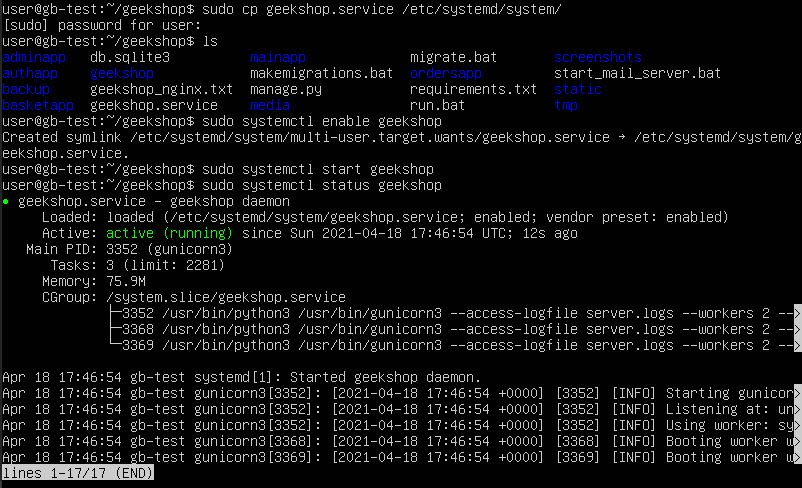 user@gb-test:~/geekshop$ sudo cp geekshop.service /etc/systemd/system/
[sudo] password for user:
user@gb-test:~/geekshop$ ls
adminapp db.sqlite3 mainapp migrate.bat screenshots
authapp geekshop makemigrations.bat ordersapp start_mail_server.bat
backup geekshop_nginx.txt manage.py requirements.txt static
basketapp geekshop.service media run.bat tmp
user@gb-test:~/geekshop$ sudo systemctl enable geekshop
Created symlink /etc/systemd/system/multi-user.target.wants/geekshop.service → /etc/systemd/system/g
eekshop.service.
user@gb-test:~/geekshop$ sudo systemctl start geekshop
user@gb-test:~/geekshop$ sudo systemctl status geekshop
● geekshop.service - geekshop daemon
Loaded: loaded (/etc/systemd/system/geekshop.service; enabled; vendor preset: enabled)
Active: active (running) since Sun 2021-04-18 17:46:54 UTC; 12s ago
Main PID: 3352 (gunicorn3)
Tasks: 3 (limit: 2281)
Memory: 75.9M
CGroup: /system.slice/geekshop.service
├─3352 /usr/bin/python3 /usr/bin/gunicorn3 --access-logfile server.logs --workers 2 -->
├─3368 /usr/bin/python3 /usr/bin/gunicorn3 --access-logfile server.logs --workers 2 -->
└─3369 /usr/bin/python3 /usr/bin/gunicorn3 --access-logfile server.logs --workers 2 -->
Apr 18 17:46:54 gb-test systemd[1]: Started geekshop daemon.
Apr 18 17:46:54 gb-test gunicorn3[3352]: [2021-04-18 17:46:54 +0000] [3352] [INFO] Starting gunicor>
Apr 18 17:46:54 gb-test gunicorn3[3352]: [2021-04-18 17:46:54 +0000] [3352] [INFO] Listening at: un>
Apr 18 17:46:54 gb-test gunicorn3[3352]: [2021-04-18 17:46:54 +0000] [3352] [INFO] Using worker: sy>
Apr 18 17:46:54 gb-test gunicorn3[3368]: [2021-04-18 17:46:54 +0000] [3368] [INFO] Booting worker w>
Apr 18 17:46:54 gb-test gunicorn3[3369]: [2021-04-18 17:46:54 +0000] [3369] [INFO] Booting worker w>
lines 1-17/17 (END)